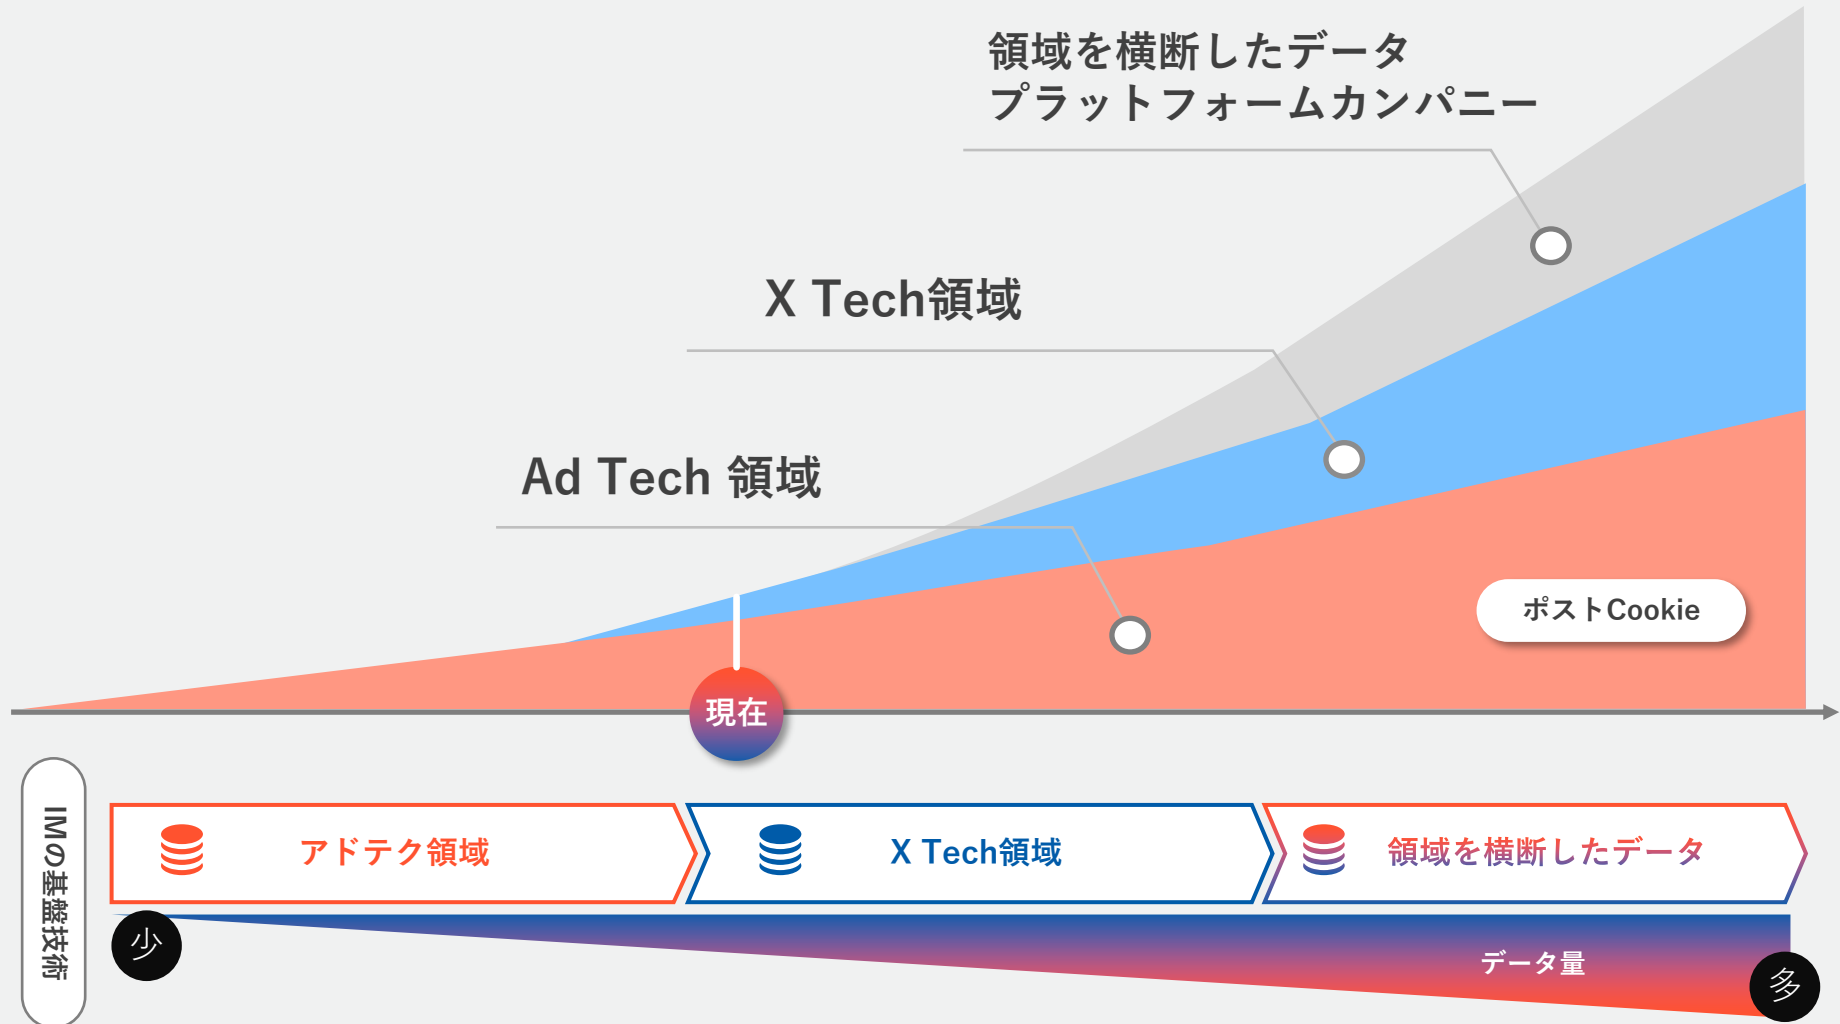 領域を横断したデータ
プラットフォームカンパニー
X Tech領域
Ad Tech 領域
ポストCookie
現在
IMの基盤技術
アドテク領域
X Tech領域
領域を横断したデータ
少
データ量
多